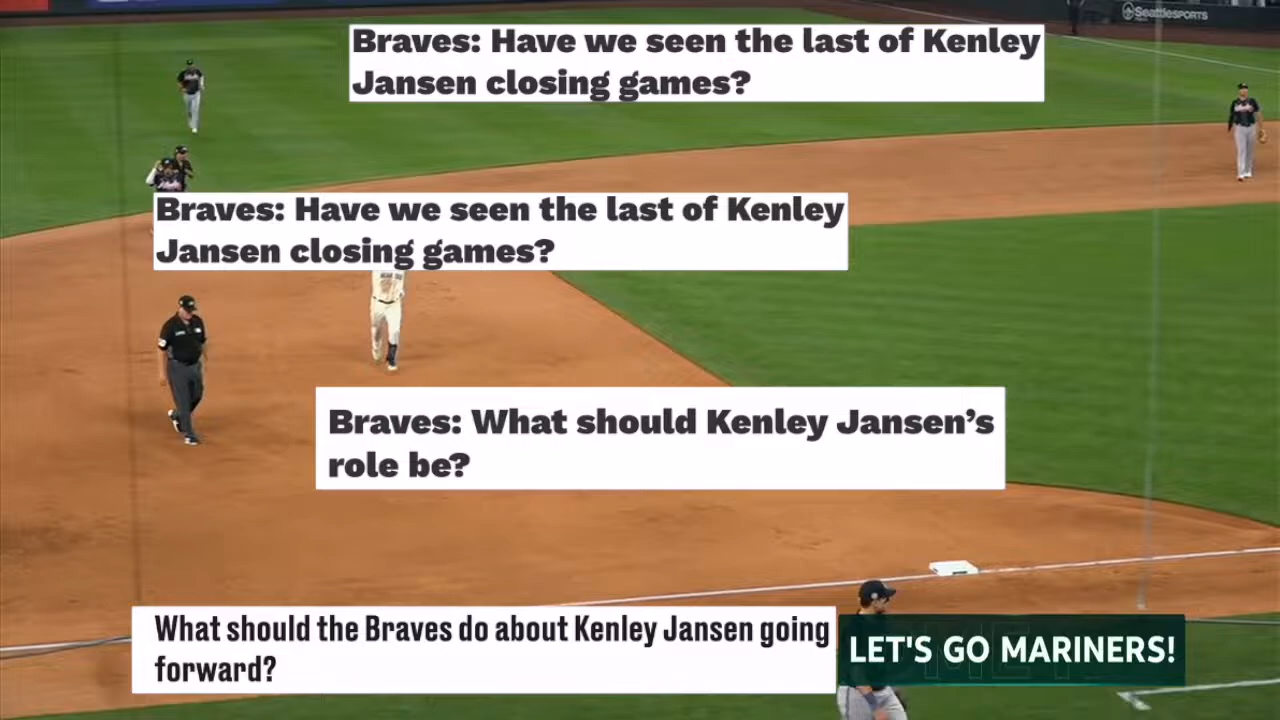 SeattleSPORTS
Braves: Have we seen the last of Kenley
Jansen closing games?
Braves: Have we seen the last of Kenley
Jansen closing games?
Braves: What should Kenley Jansen’s
role be?
What should the Braves do about Kenley Jansen going
forward?
LET'S GO MARINERS!